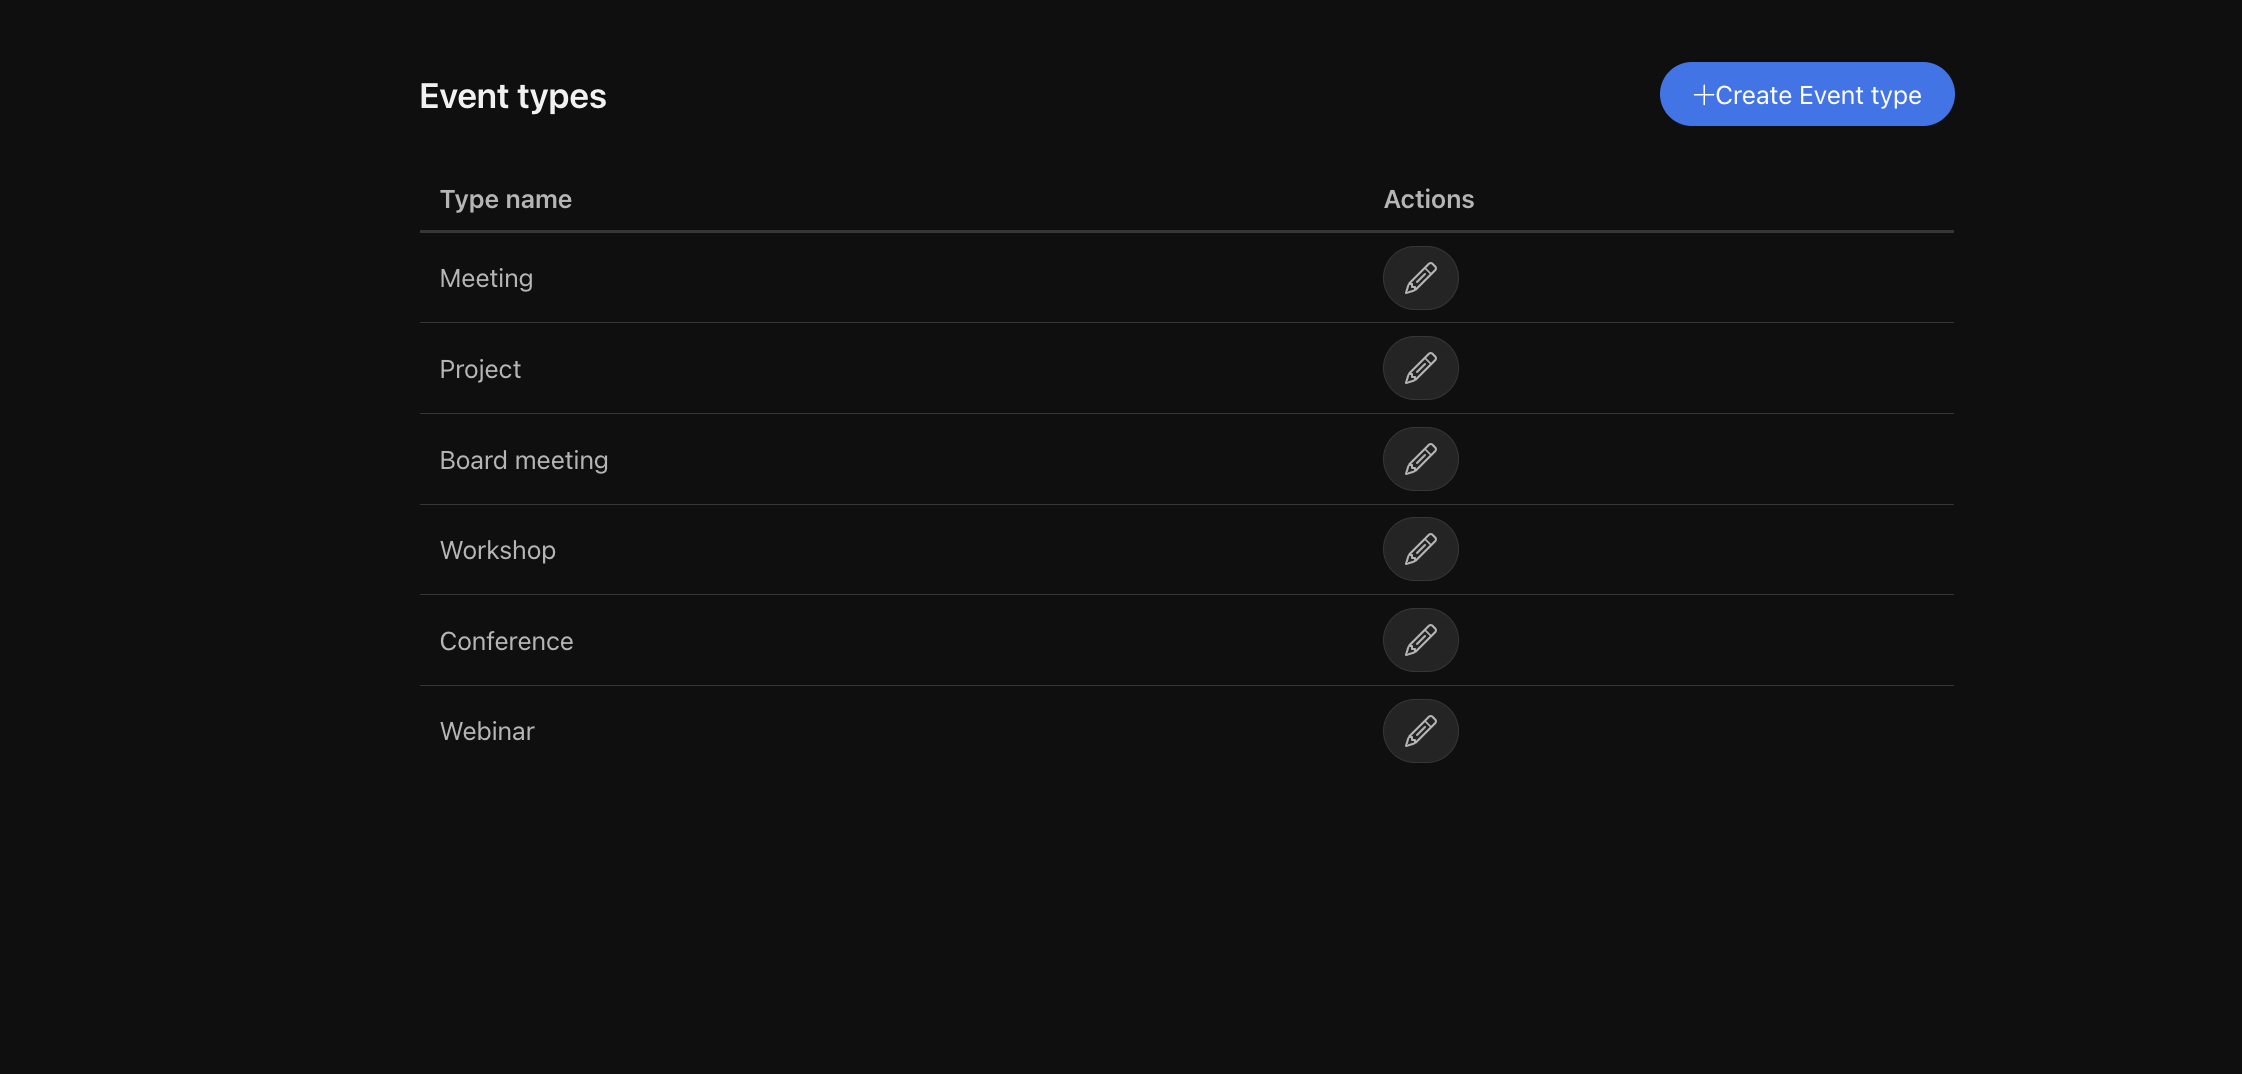 Event types
+Create Event type
Type name
Actions
Meeting
Project
Board meeting
Workshop
Conference
Webinar